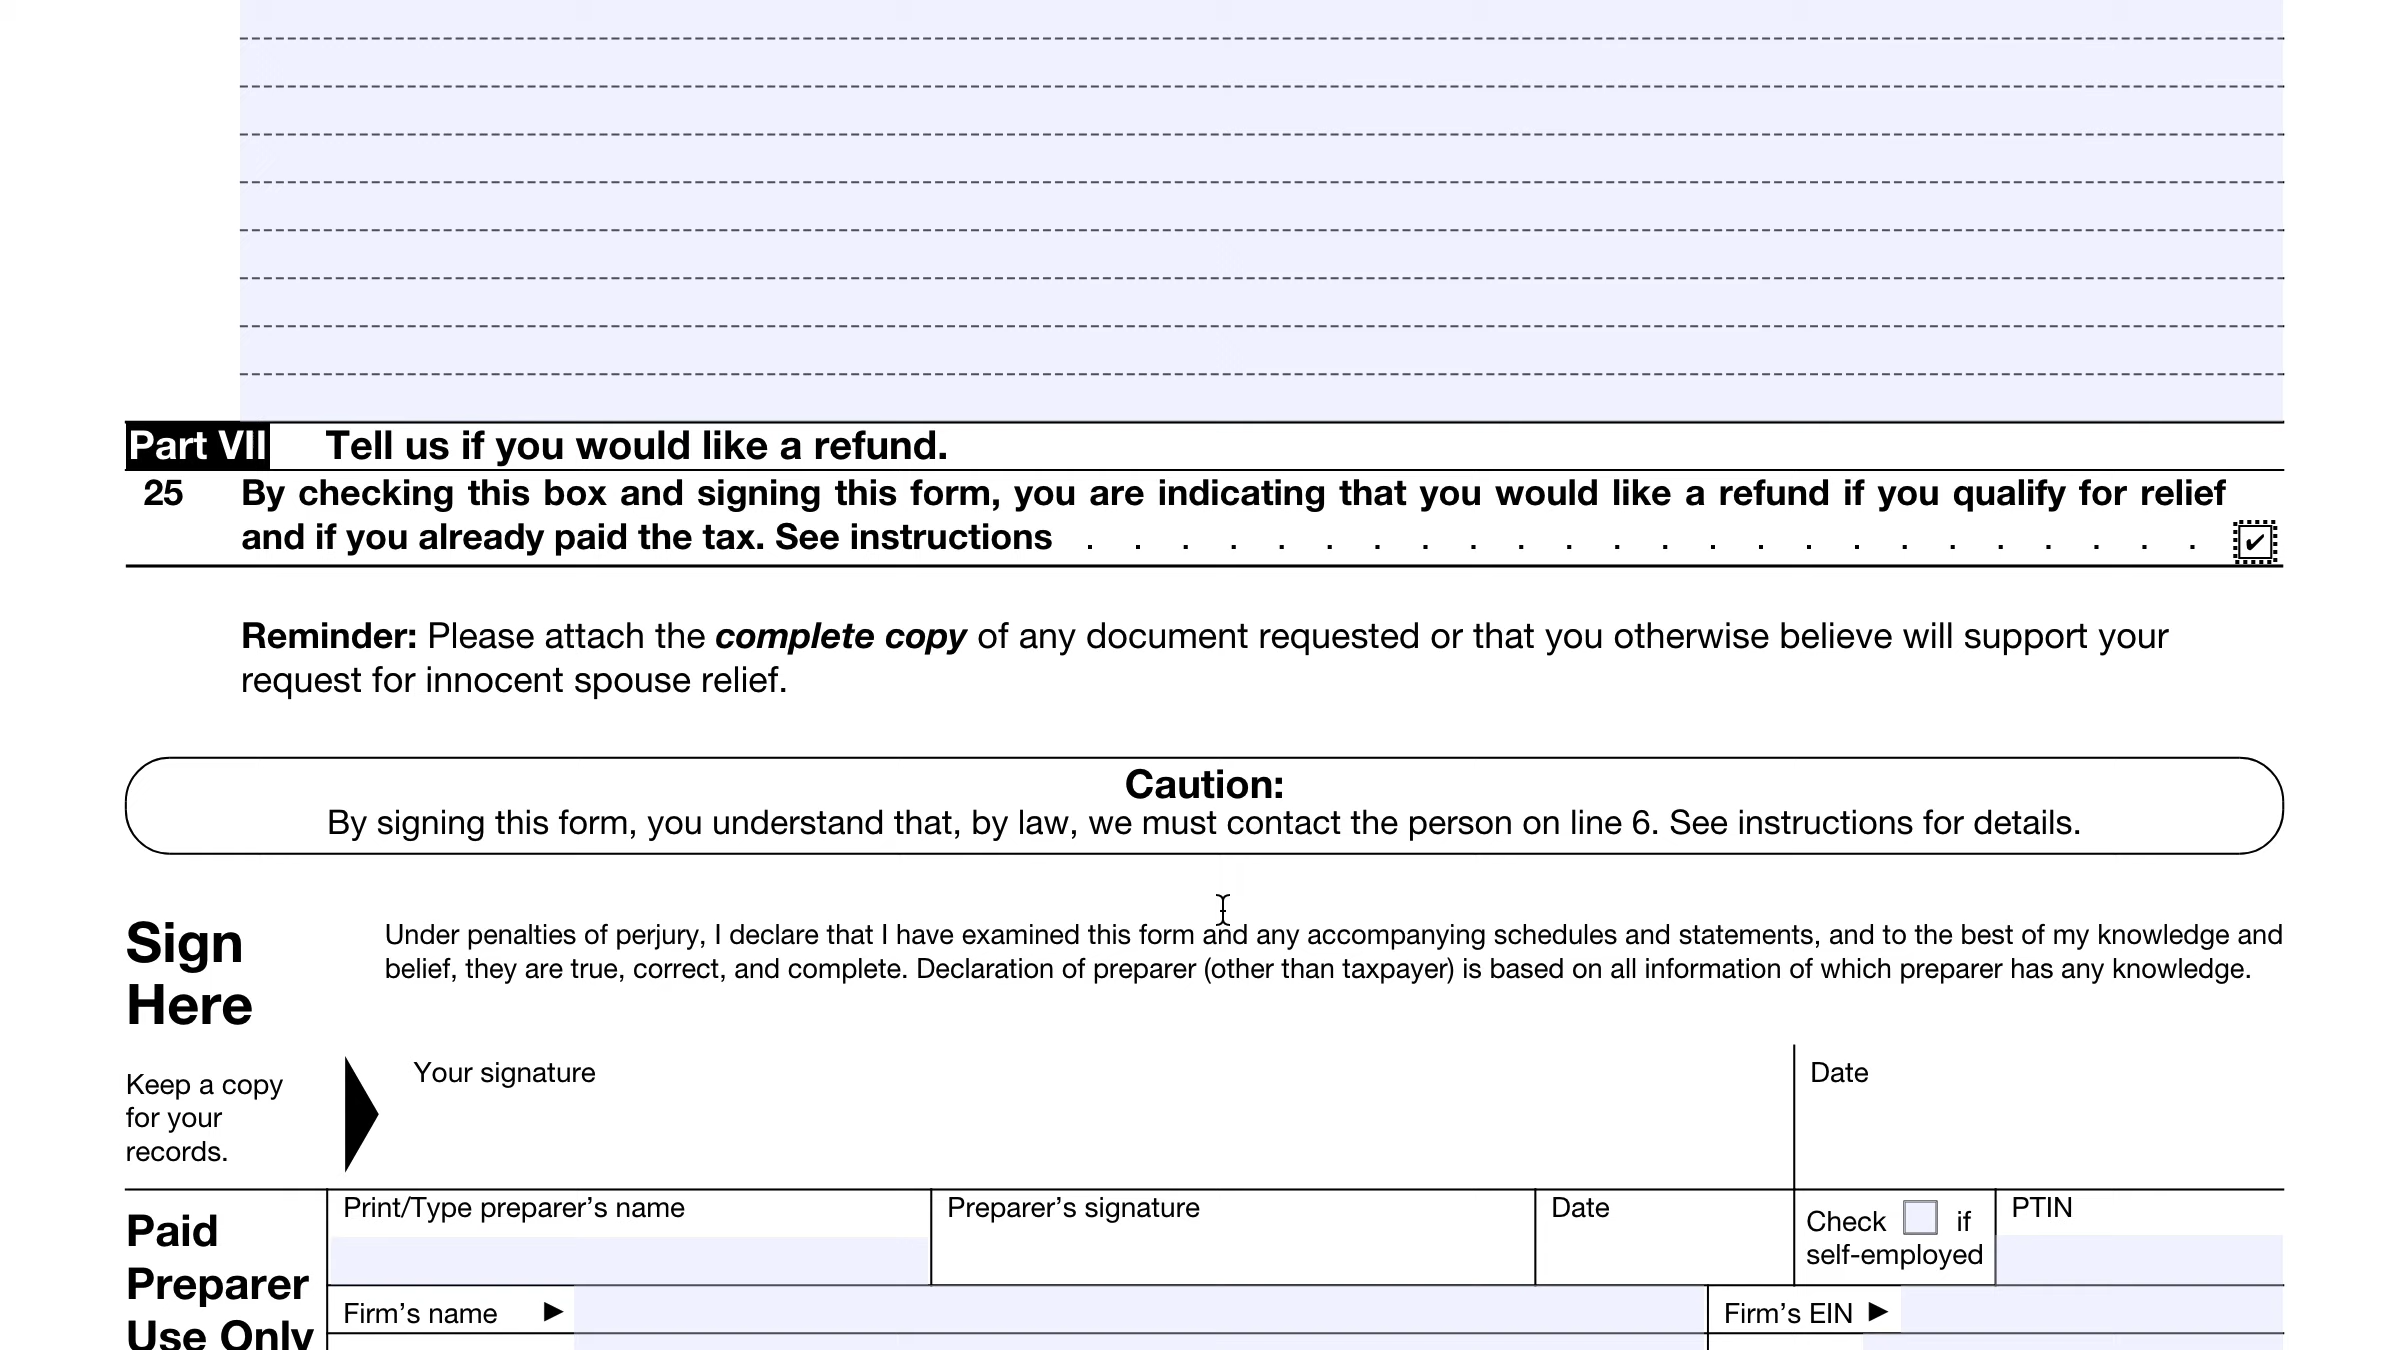 Part VII Tell us if you would like a refund.
25 By checking this box and signing this form, you are indicating that you would like a refund if you qualify for relief
and if you already paid the tax. See instructions . . . . . . . . . . . . . . . . . . . . . . . . ✔
Reminder: Please attach the complete copy of any document requested or that you otherwise believe will support your
request for innocent spouse relief.
Caution:
By signing this form, you understand that, by law, we must contact the person on line 6. See instructions for details.
Sign
Here
Under penalties of perjury, I declare that I have examined this form and any accompanying schedules and statements, and to the best of my knowledge and
belief, they are true, correct, and complete. Declaration of preparer (other than taxpayer) is based on all information of which preparer has any knowledge.
Keep a copy
for your
records.
Your signature
Date
Paid
Preparer
Use Only
Print/Type preparer’s name
Preparer’s signature
Date
Check if
self-employed
PTIN
Firm’s name ►
Firm’s EIN ►